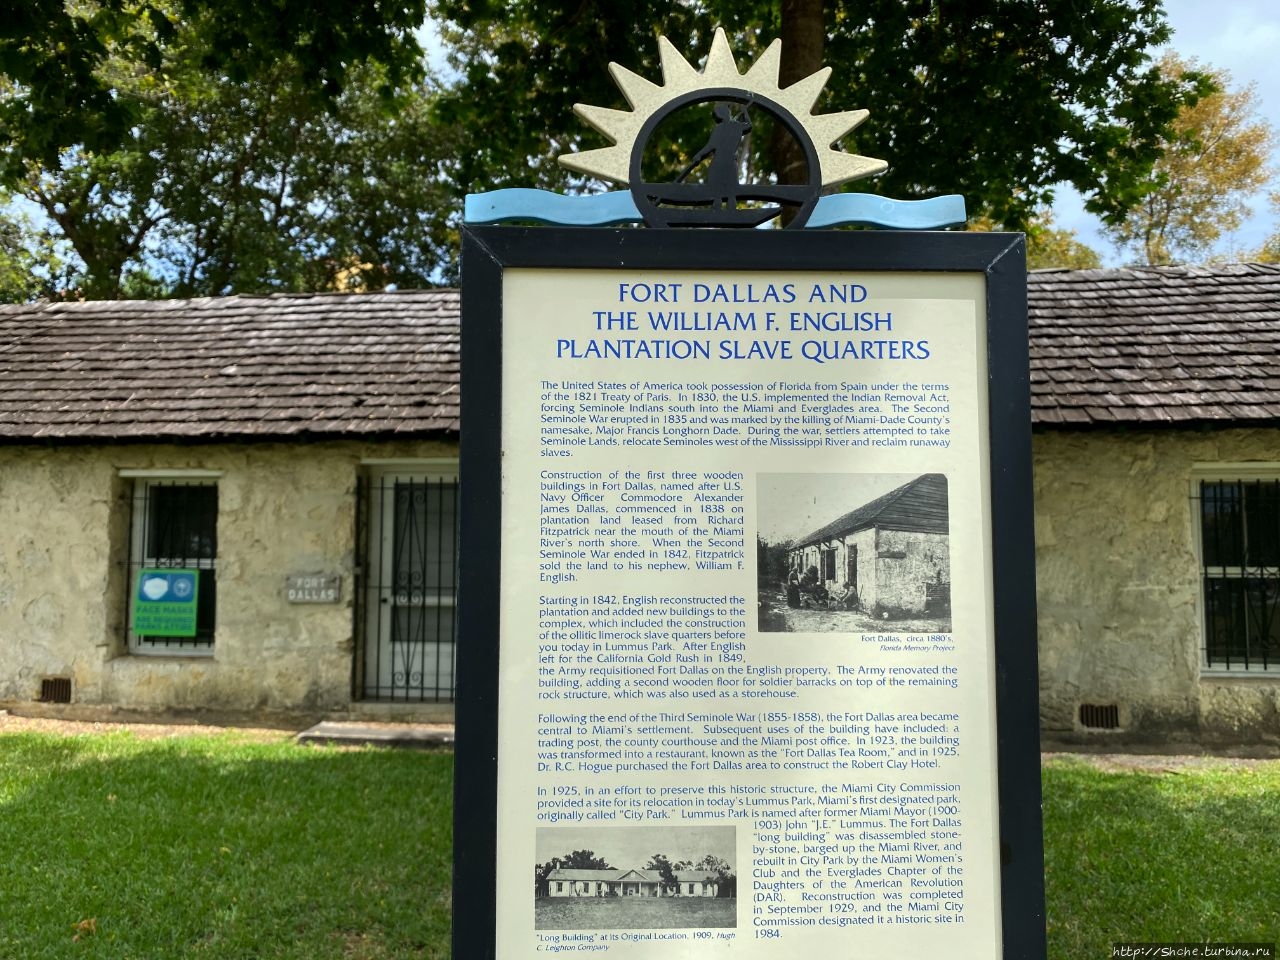 FORT DALLAS AND
THE WILLIAM F. ENGLISH
PLANTATION SLAVE QUARTERS
The United States of America took possession of Florida from Spain under the terms
of the 1821 Treaty of Paris. In 1830, the U.S. implemented the Indian Removal Act,
forcing Seminole Indians south into the Miami and Everglades area. The Second
Seminole War erupted in 1835 and was marked by the killing of Miami-Dade County's
namesake, Major Francis Longhorn Dade. During the war, settlers attempted to take
Seminole Lands, relocate Seminoles west of the Mississippi River and reclaim runaway
slaves.
Construction of the first three wooden
buildings in Fort Dallas, named after U.S.
Navy Officer Commodore Alexander
James Dallas, commenced in 1838 on
plantation land leased from Richard
Fitzpatrick near the mouth of the Miami
River's north shore. When the Second
Seminole War ended in 1842, Fitzpatrick
sold the land to his nephew, William F.
English.
Fort Dallas, circa 1880's.
Florida Memory Project
Starting in 1842, English reconstructed the
plantation and added new buildings to the
complex, which included the construction
of the ollitic limerock slave quarters before
you today in Lummus Park. After English
left for the California Gold Rush in 1849,
the Army requisitioned Fort Dallas on the English property. The Army renovated the
building, adding a second wooden floor for soldier barracks on top of the remaining
rock structure, which was also used as a storehouse.
Following the end of the Third Seminole War (1855-1858), the Fort Dallas area became
central to Miami's settlement. Subsequent uses of the building have included: a
trading post, the county courthouse and the Miami post office. In 1923, the building
was transformed into a restaurant, known as the "Fort Dallas Tea Room," and in 1925,
Dr. R.C. Hogue purchased the Fort Dallas area to construct the Robert Clay Hotel.
In 1925, in an effort to preserve this historic structure, the Miami City Commission
provided a site for its relocation in today's Lummus Park, Miami's first designated park,
originally called "City Park." Lummus Park is named after former Miami Mayor (1900-
1903) John "J.E." Lummus. The Fort Dallas
"long building" was disassembled stone-
by-stone, barged up the Miami River, and
rebuilt in City Park by the Miami Women's
Club and the Everglades Chapter of the
Daughters of the American Revolution
(DAR). Reconstruction was completed
in September 1929, and the Miami City
Commission designated it a historic site in
1984.
"Long Building" at its Original Location, 1909, Hugh
C. Leighton Company
FORT
DALLAS
FACE MASKS
ARE REQUIRED
PARKS ATTIRE
http://Shche.turbina.ru